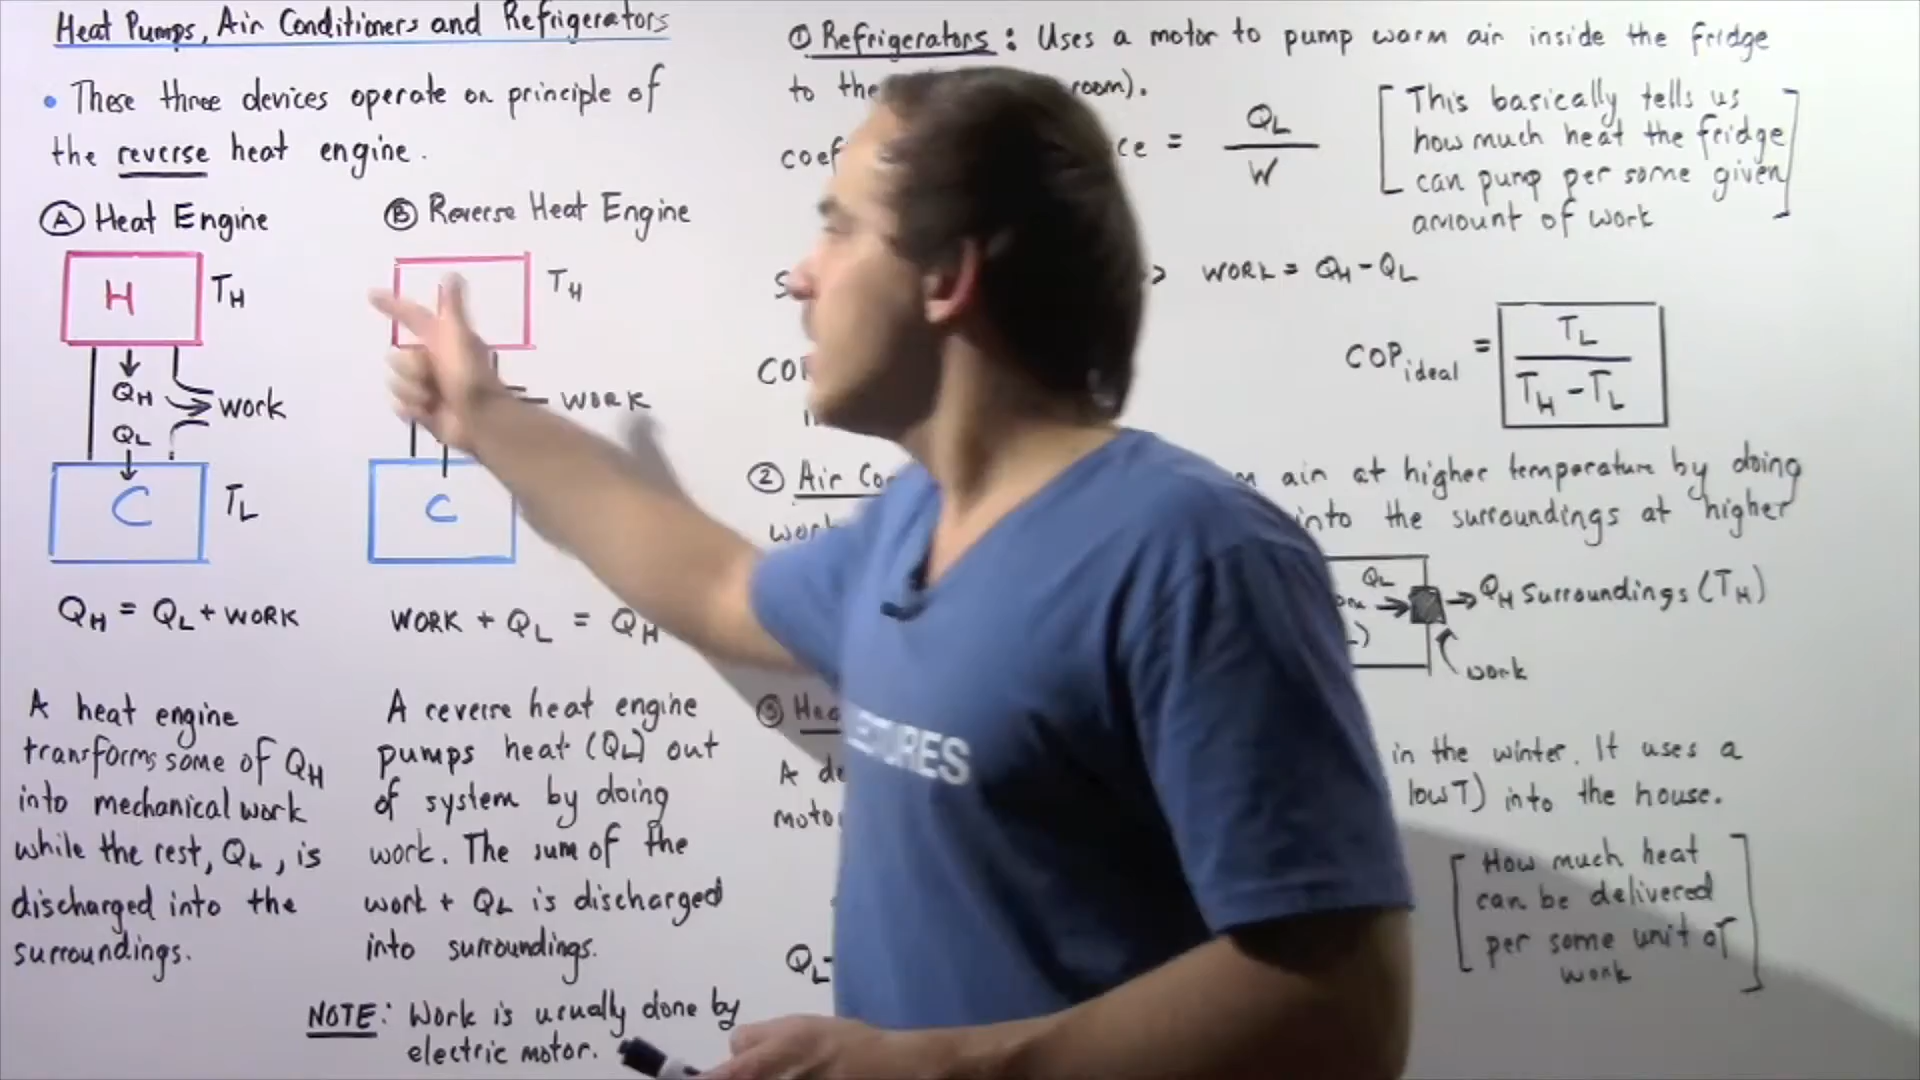 Heat Pumps, Air Conditioners and Refrigerators
• These three devices operate on principle of
the reverse heat engine.
Ⓐ Heat Engine
H
TH
QH
work
QL
C
TL
QH = QL + WORK
A heat engine
transforms some of QH
into mechanical work
while the rest, QL, is
discharged into the
surroundings.
Ⓑ Reverse Heat Engine
TH
WORK
C
WORK + QL = QH
A reverse heat engine
pumps heat (QL) out
of system by doing
work. The sum of the
work + QL is discharged
into surroundings.
NOTE: Work is usually done by
electric motor.
① Refrigerators: Uses a motor to pump warm air inside the fridge
to the room).
= QL / W
[This basically tells us
how much heat the fridge
can pump per some given
amount of work]
WORK = QH - QL
COP ideal = TL / TH - TL
② Air
air at higher temperature by doing
work into the surroundings at higher
QL
QH Surroundings (TH)
work
③
A
in the winter. It uses a
low T) into the house.
[How much heat
can be delivered
per some unit of
work]
QL